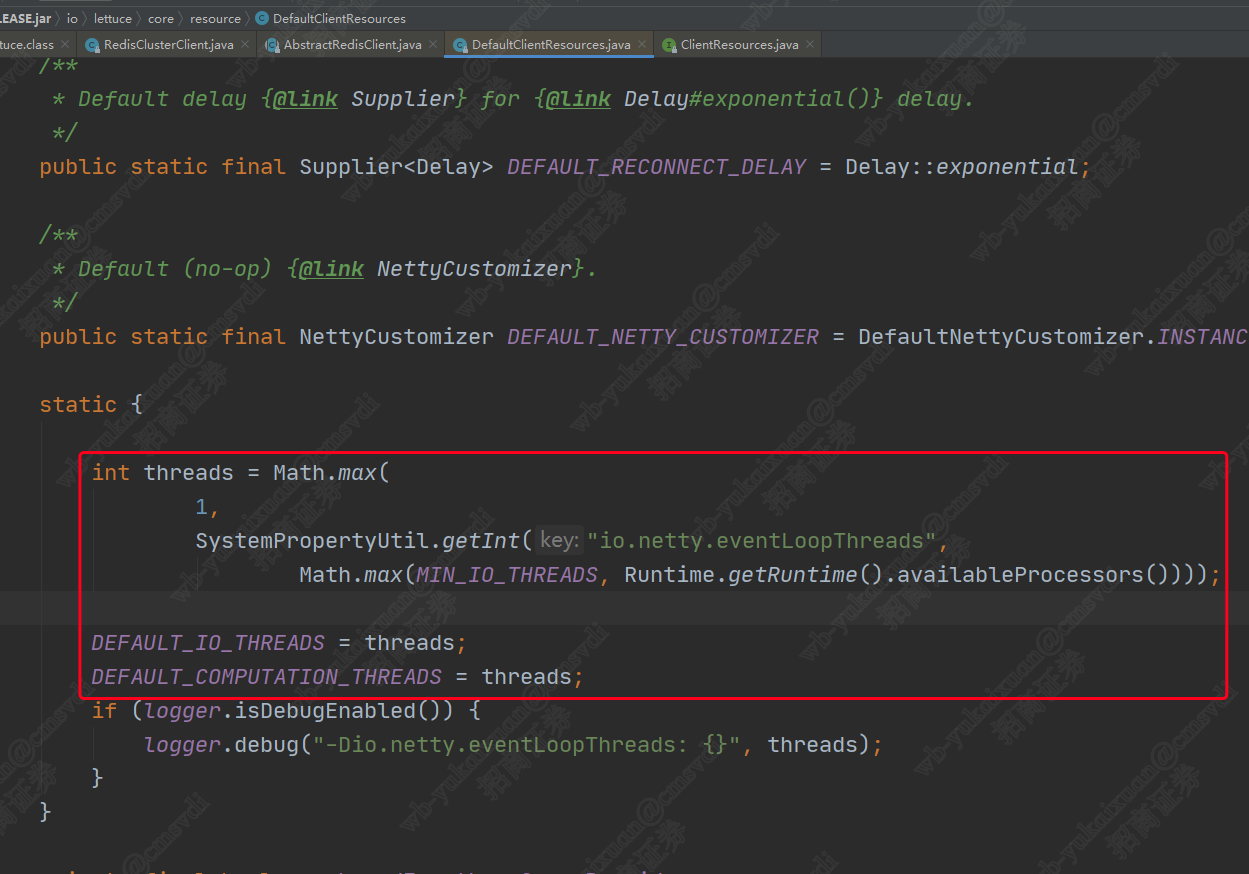 LEASE.jar › io › lettuce › core › resource › DefaultClientResources
tuce.class × RedisClusterClient.java × AbstractRedisClient.java × DefaultClientResources.java × ClientResources.java ×
/**
* Default delay {@link Supplier} for {@link Delay#exponential()} delay.
*/
public static final Supplier<Delay> DEFAULT_RECONNECT_DELAY = Delay::exponential;
/**
* Default (no-op) {@link NettyCustomizer}.
*/
public static final NettyCustomizer DEFAULT_NETTY_CUSTOMIZER = DefaultNettyCustomizer.INSTANC
static {
int threads = Math.max(
1,
SystemPropertyUtil.getInt( key: "io.netty.eventLoopThreads",
Math.max(MIN_IO_THREADS, Runtime.getRuntime().availableProcessors())));
DEFAULT_IO_THREADS = threads;
DEFAULT_COMPUTATION_THREADS = threads;
if (logger.isDebugEnabled()) {
logger.debug("-Dio.netty.eventLoopThreads: {}", threads);
}
}
wb-yukaixuan@cmsvdi
招商证券